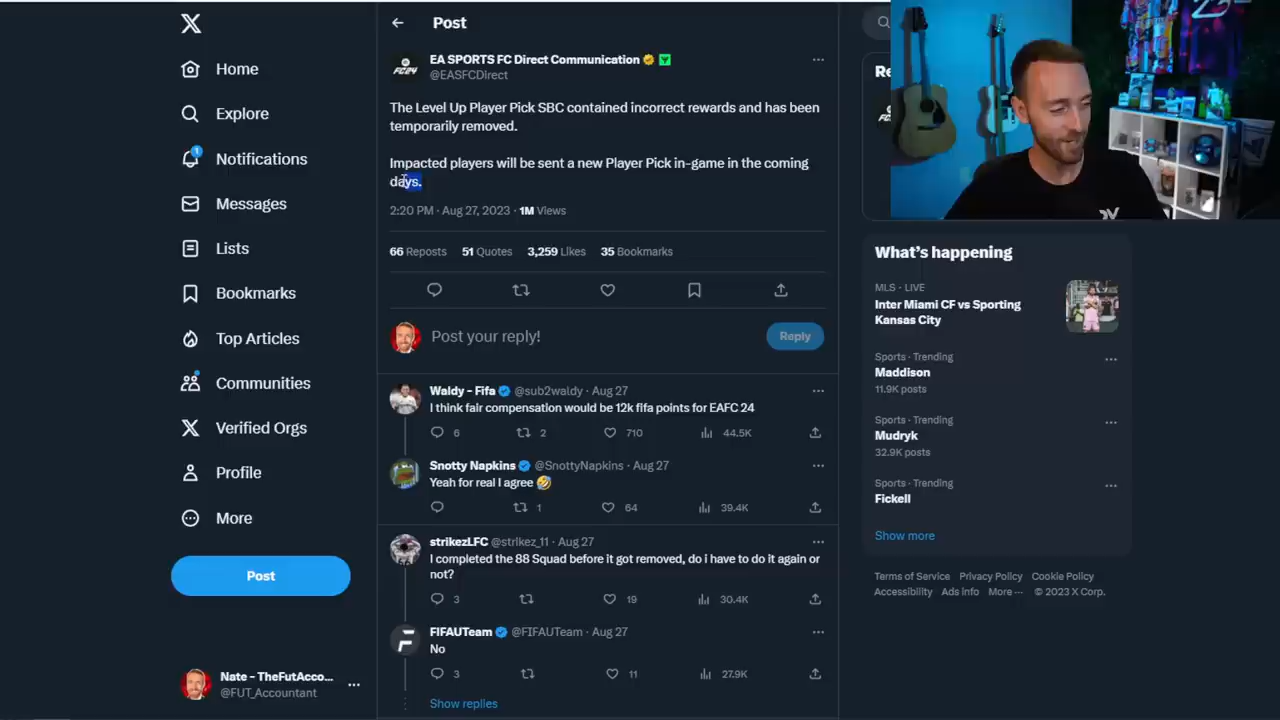 Home
Explore
1
Notifications
Messages
Lists
Bookmarks
Top Articles
Communities
Verified Orgs
Profile
More
Post
Nate - TheFutAcco...
@FUT_Accountant
Post
EA SPORTS FC Direct Communication
@EASFCDirect
The Level Up Player Pick SBC contained incorrect rewards and has been
temporarily removed.
Impacted players will be sent a new Player Pick in-game in the coming
days.
2:20 PM · Aug 27, 2023 · 1M Views
66 Reposts 51 Quotes 3,259 Likes 35 Bookmarks
Post your reply!
Reply
Waldy - Fifa @sub2waldy · Aug 27
I think fair compensation would be 12k fifa points for EAFC 24
6 2 710 44.5K
Snotty Napkins @SnottyNapkins · Aug 27
Yeah for real I agree 🤣
1 64 39.4K
strikezLFC @strikez_11 · Aug 27
I completed the 88 Squad before it got removed, do i have to do it again or
not?
3 19 30.4K
FIFAUTeam @FIFAUTeam · Aug 27
No
3 11 27.9K
Show replies
Re
What's happening
MLS · LIVE
Inter Miami CF vs Sporting
Kansas City
Sports · Trending
Maddison
11.9K posts
Sports · Trending
Mudryk
32.9K posts
Sports · Trending
Fickell
Show more
Terms of Service Privacy Policy Cookie Policy
Accessibility Ads info More ··· © 2023 X Corp.